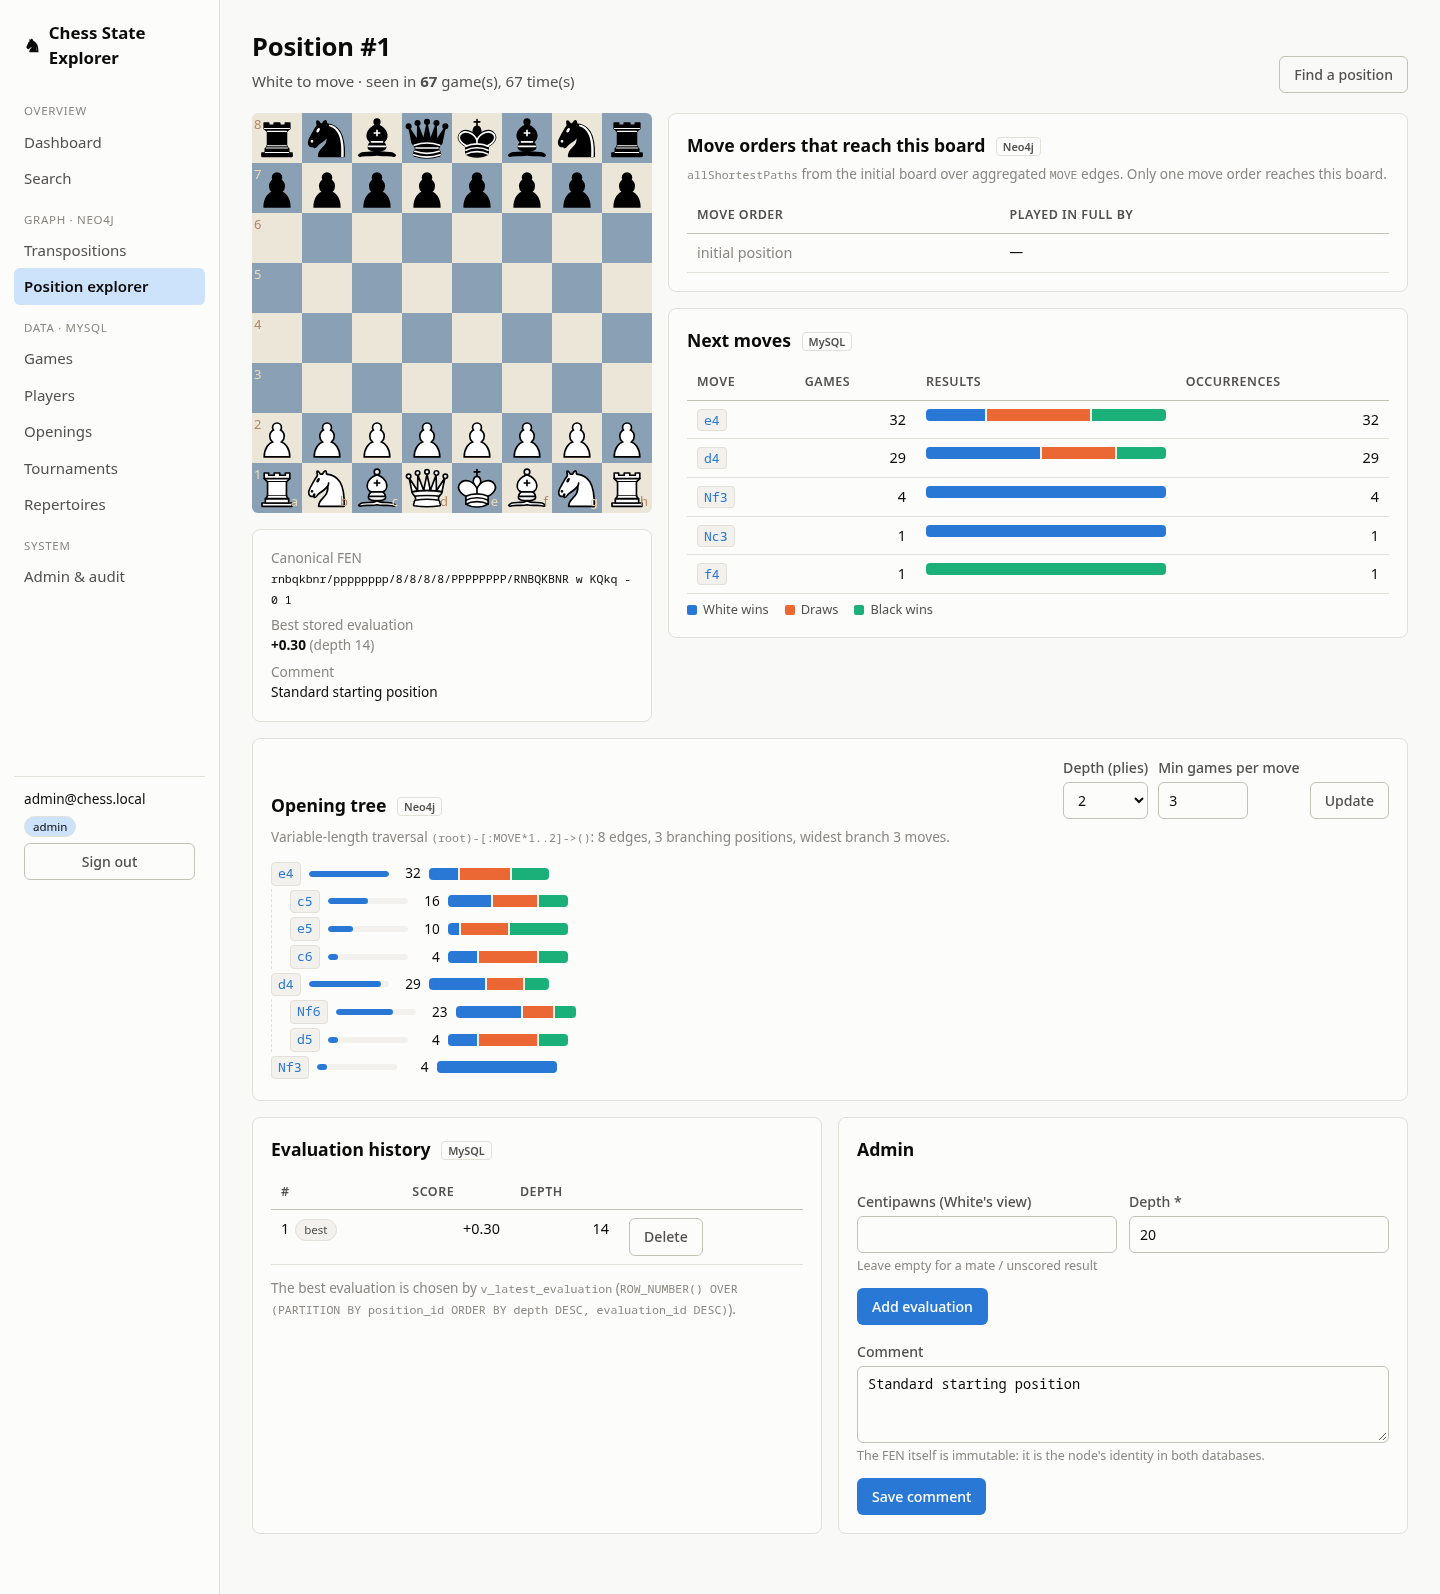 Chess State
Explorer
OVERVIEW
Dashboard
Search
GRAPH · NEO4J
Transpositions
Position explorer
DATA · MYSQL
Games
Players
Openings
Tournaments
Repertoires
SYSTEM
Admin & audit
admin@chess.local
admin
Sign out
Position #1
White to move · seen in 67 game(s), 67 time(s)
Find a position
8
7
6
5
4
3
2
1
a b c d e f g h
Canonical FEN
rnbqkbnr/pppppppp/8/8/8/8/PPPPPPPP/RNBQKBNR w KQkq -
0 1
Best stored evaluation
+0.30 (depth 14)
Comment
Standard starting position
Move orders that reach this board Neo4j
allShortestPaths from the initial board over aggregated MOVE edges. Only one move order reaches this board.
MOVE ORDER PLAYED IN FULL BY
initial position —
Next moves MySQL
MOVE GAMES RESULTS OCCURRENCES
e4 32 32
d4 29 29
Nf3 4 4
Nc3 1 1
f4 1 1
White wins Draws Black wins
Opening tree Neo4j
Depth (plies) Min games per move
2 3 Update
Variable-length traversal (root)-[:MOVE*1..2]->(): 8 edges, 3 branching positions, widest branch 3 moves.
e4 32
c5 16
e5 10
c6 4
d4 29
Nf6 23
d5 4
Nf3 4
Evaluation history MySQL
# SCORE DEPTH
1 best +0.30 14 Delete
The best evaluation is chosen by v_latest_evaluation (ROW_NUMBER() OVER
(PARTITION BY position_id ORDER BY depth DESC, evaluation_id DESC)).
Admin
Centipawns (White's view) Depth *
20
Leave empty for a mate / unscored result
Add evaluation
Comment
Standard starting position
The FEN itself is immutable: it is the node's identity in both databases.
Save comment